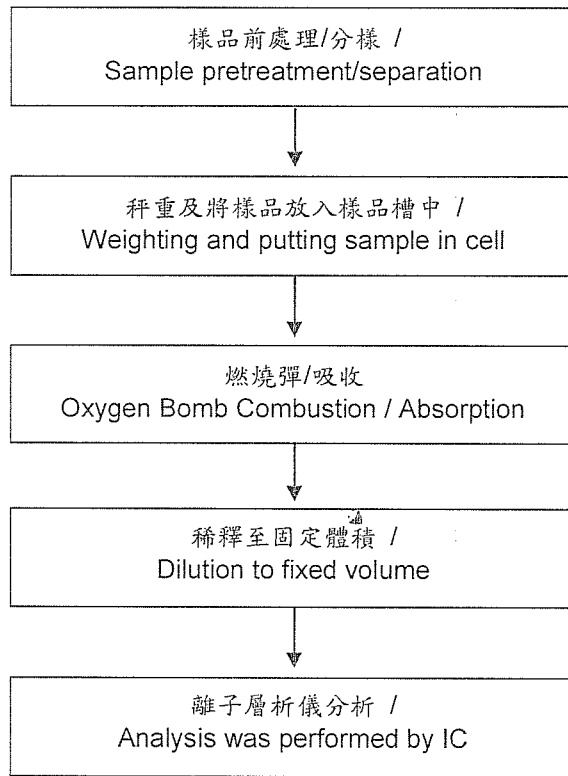 樣品前處理/分樣 /
Sample pretreatment/separation
秤重及將樣品放入樣品槽中 /
Weighting and putting sample in cell
燃燒彈/吸收
Oxygen Bomb Combustion / Absorption
稀釋至固定體積 /
Dilution to fixed volume
離子層析儀分析 /
Analysis was performed by IC